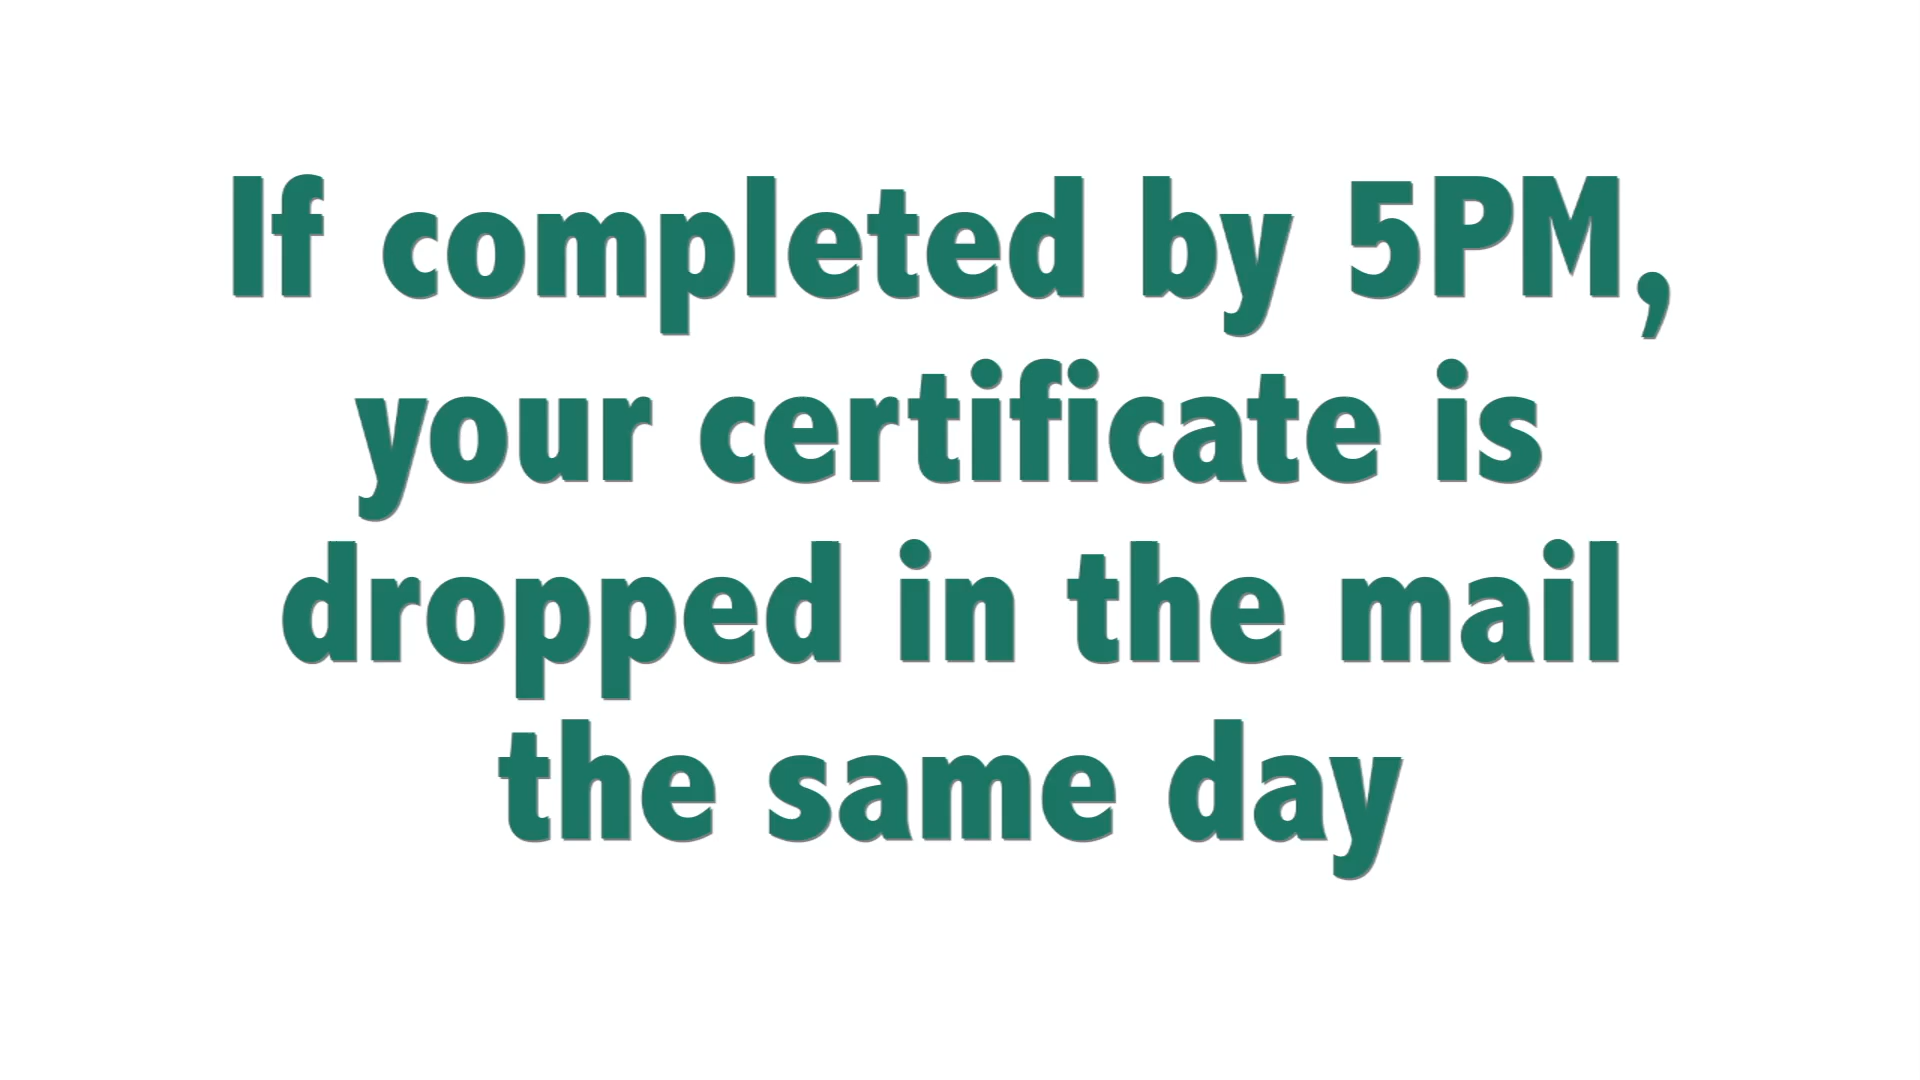 If completed by 5PM,
your certificate is
dropped in the mail
the same day